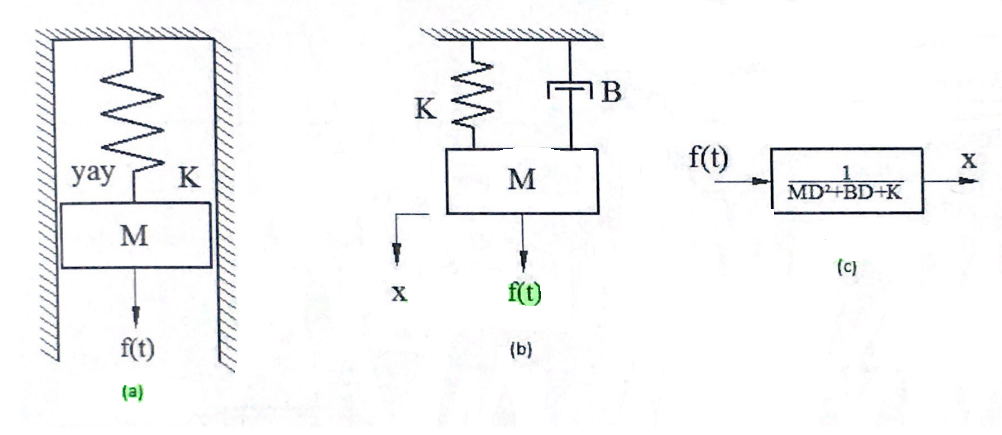 yay K
M
f(t)
(a)
K
B
M
x
f(t)
(b)
f(t)
1
MD²+BD+K
x
(c)